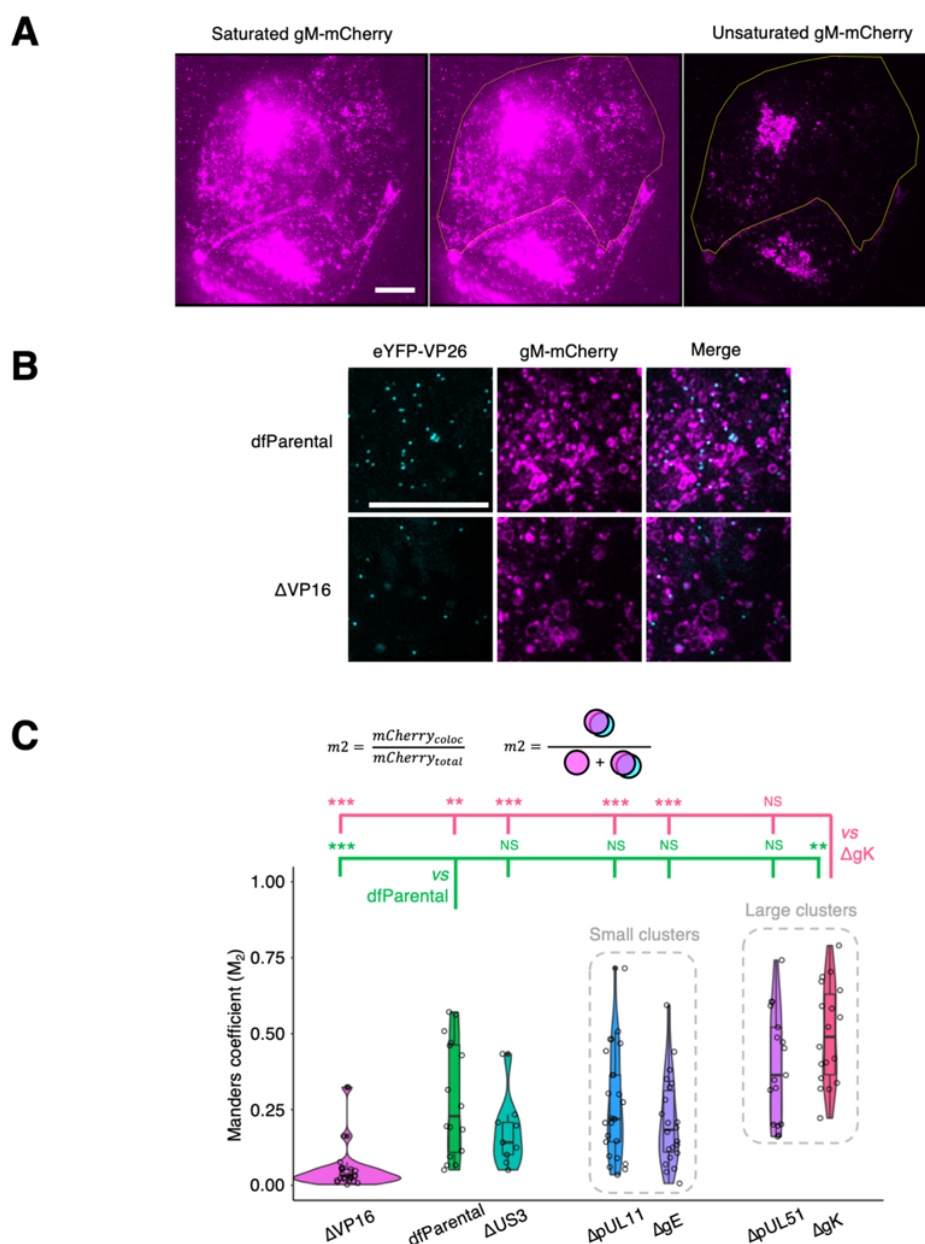 A
Saturated gM-mCherry
Unsaturated gM-mCherry
B
eYFP-VP26
gM-mCherry
Merge
dfParental
ΔVP16
C
m2 = mCherrycoloc / mCherrytotal
m2 = +
*** ** *** *** *** NS
vs
ΔgK
*** NS NS NS NS **
vs
dfParental
1.00
0.75
0.50
0.25
0.00
Manders coefficient (M2)
Small clusters
Large clusters
ΔVP16
dfParental
ΔUS3
ΔpUL11
ΔgE
ΔpUL51
ΔgK